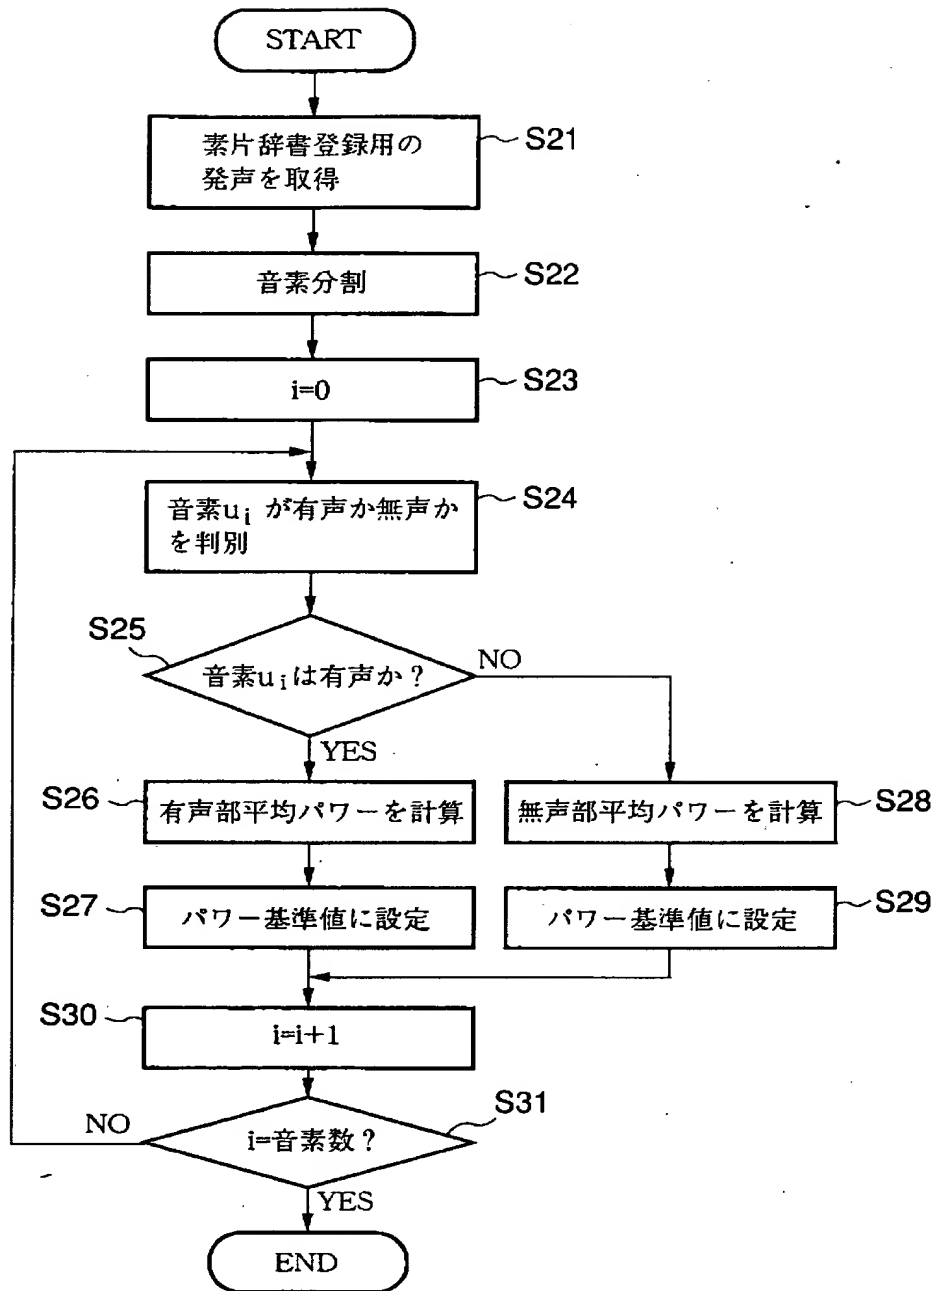 START
素片辞書登録用の
発声を取得
S21
音素分割
S22
i=0
S23
音素ui が有声か無声か
を判別
S24
S25
音素uiは有声か?
NO
YES
S26
有声部平均パワーを計算
無声部平均パワーを計算
S28
S27
パワー基準値に設定
パワー基準値に設定
S29
S30
i=i+1
S31
NO
i=音素数?
YES
END